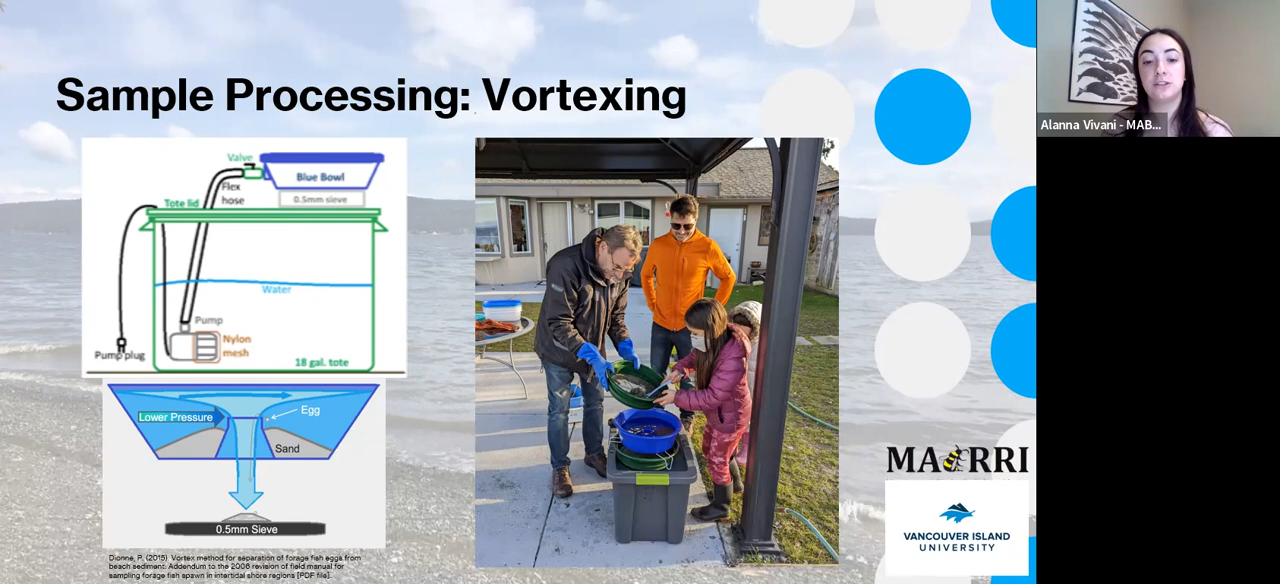 Sample Processing: Vortexing
Valve
Blue Bowl
Flex
hose
0.5mm sieve
Tote lid
Water
Pump
Nylon
mesh
Pump plug
18 gal. tote
Lower Pressure
Egg
Sand
0.5mm Sieve
Dionne, P. (2015) Vortex method for separation of forage fish eggs from
beach sediment: Addendum to the 2006 revision of field manual for
sampling forage fish spawn in intertidal shore regions [PDF file].
MABRRI
VANCOUVER ISLAND
UNIVERSITY
Alanna Vivani - MAB...